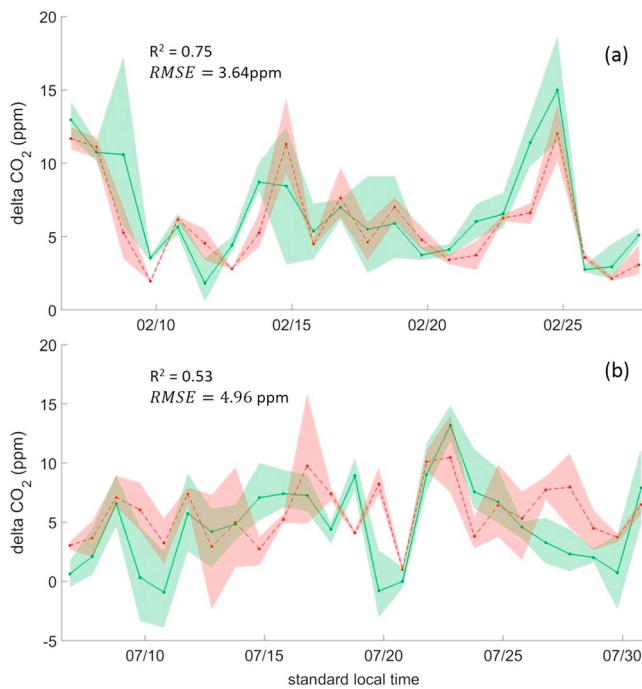 20
15
10
5
0
delta CO₂ (ppm)
R² = 0.75
RMSE = 3.64ppm
(a)
02/10 02/15 02/20 02/25
20
15
10
5
0
-5
delta CO₂ (ppm)
R² = 0.53
RMSE = 4.96 ppm
(b)
07/10 07/15 07/20 07/25 07/30
standard local time